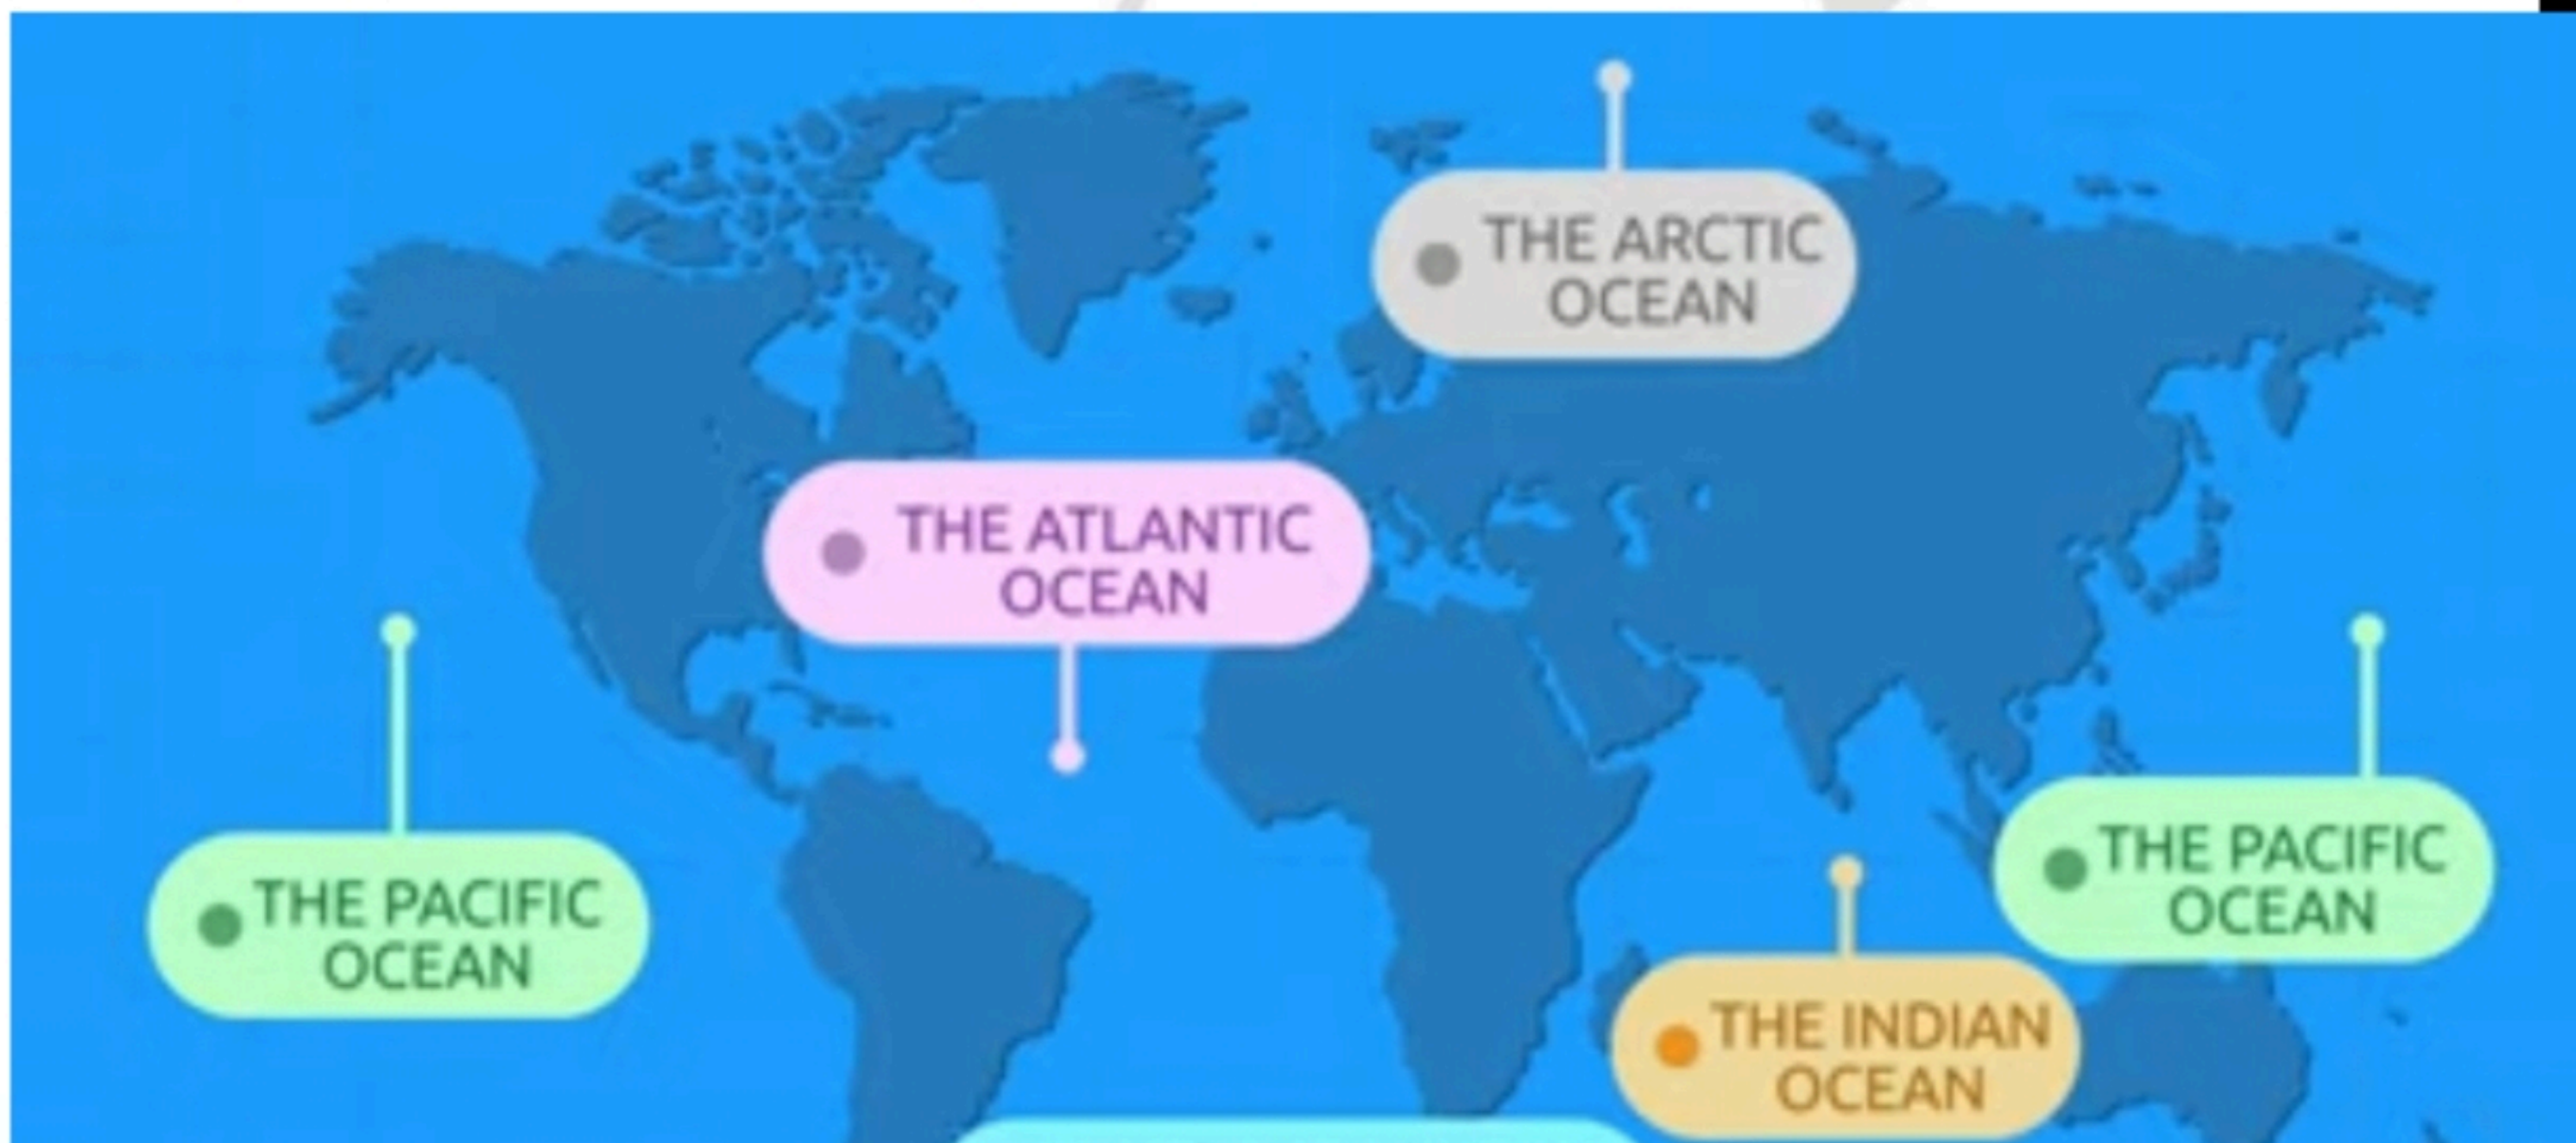 THE ARCTIC
OCEAN
THE ATLANTIC
OCEAN
THE PACIFIC
OCEAN
THE PACIFIC
OCEAN
THE INDIAN
OCEAN